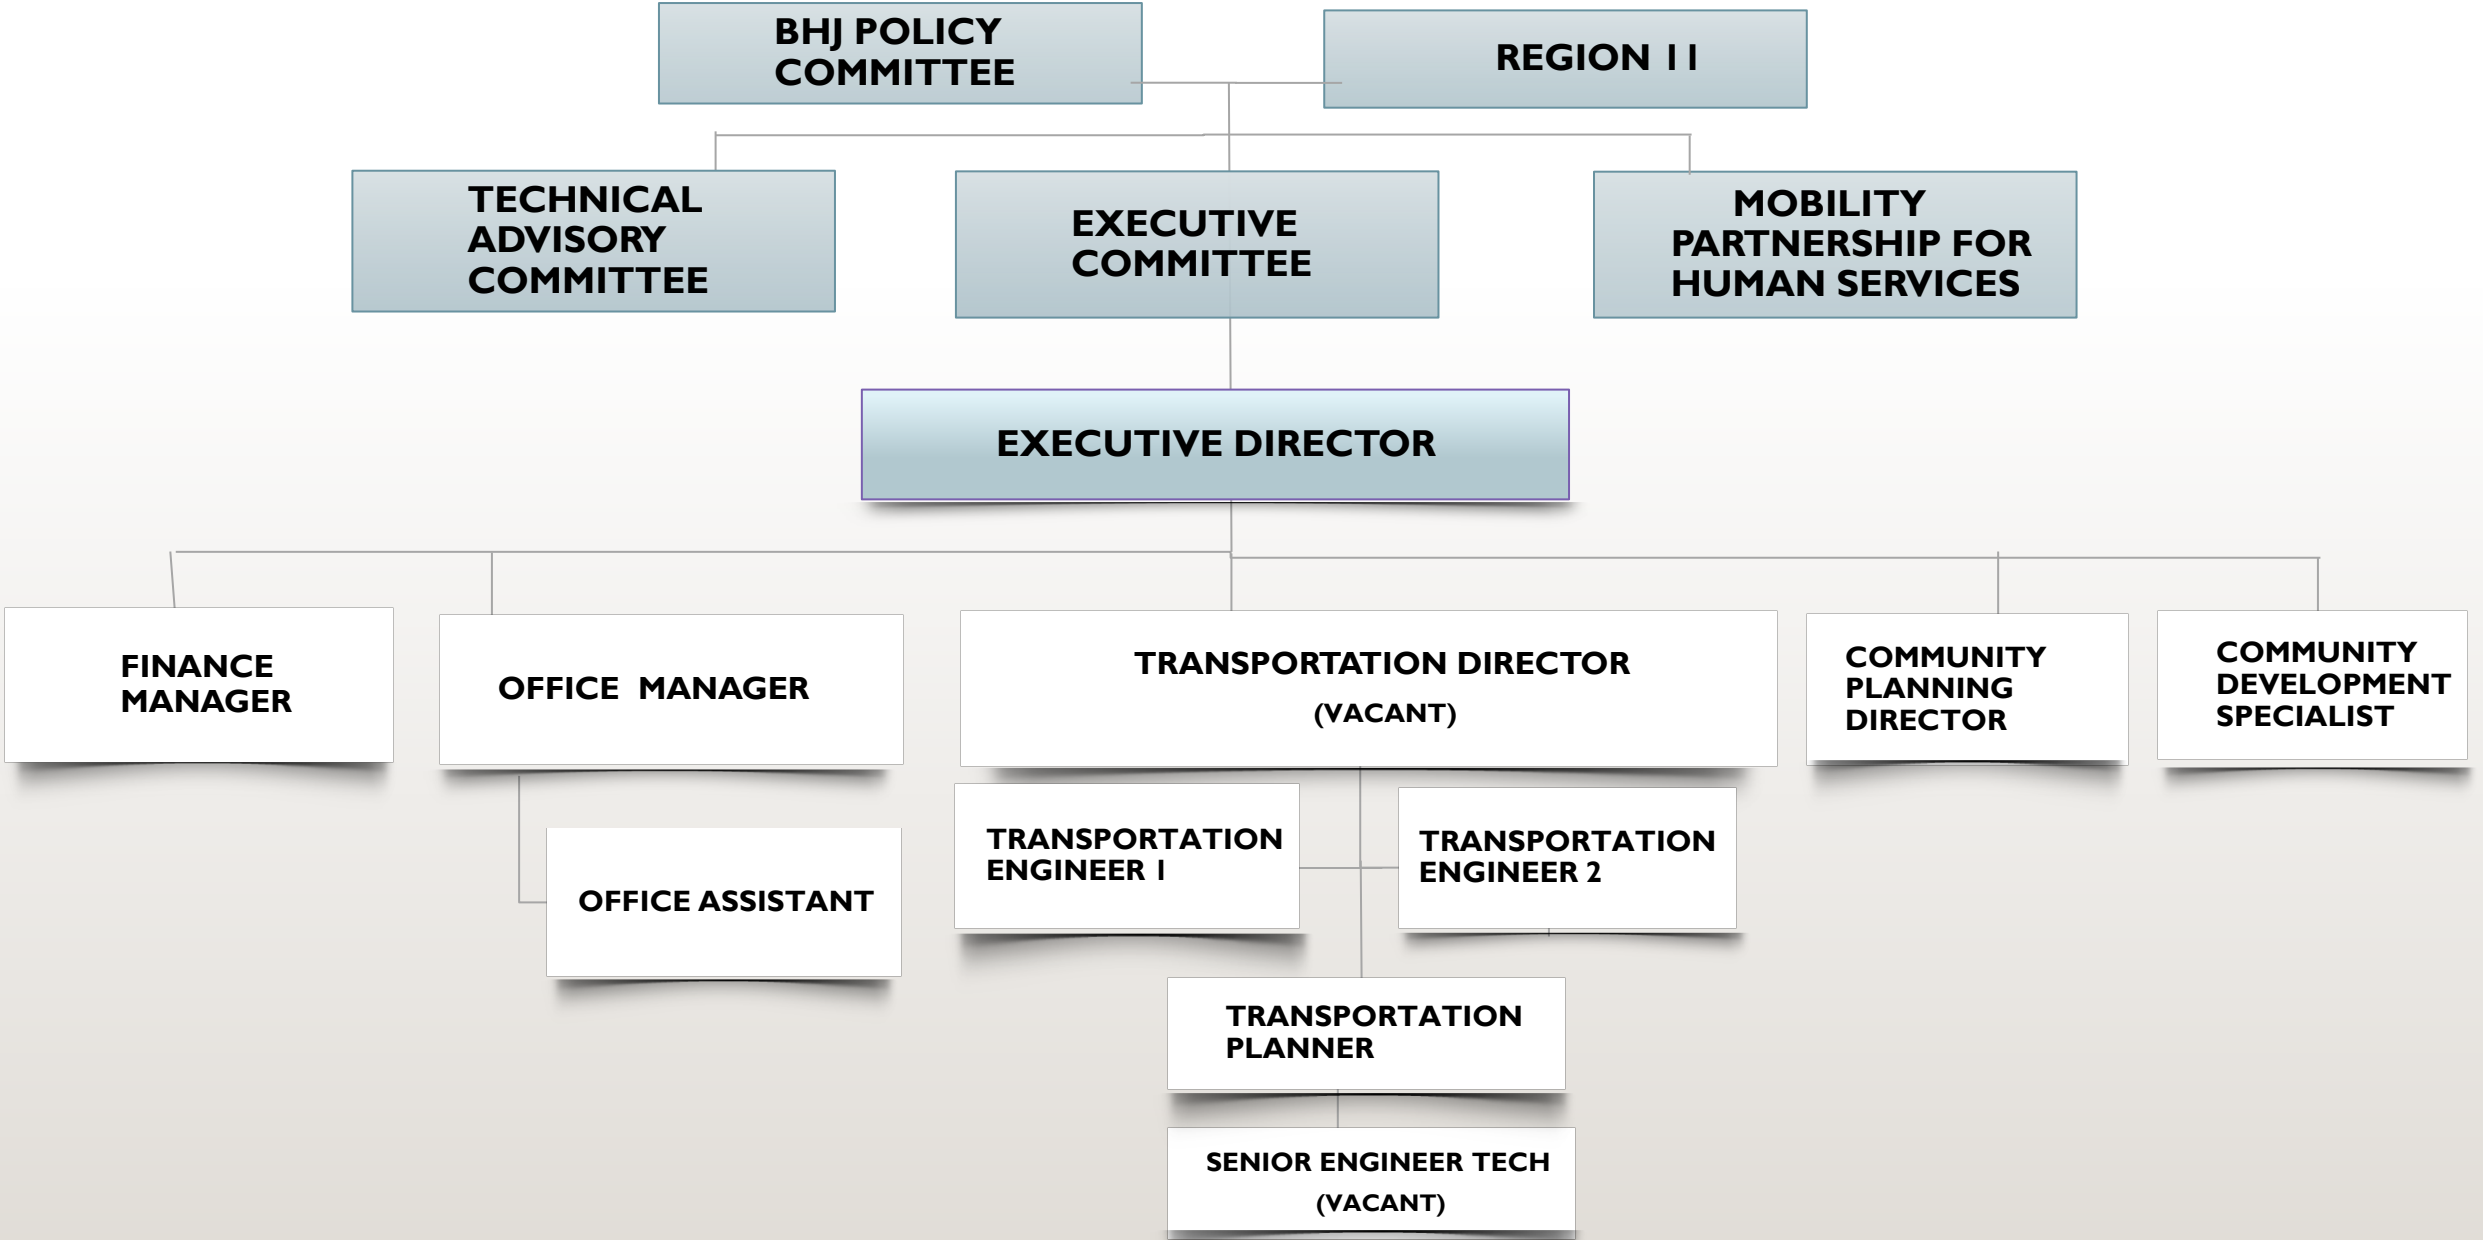 BHJ POLICY
COMMITTEE
REGION 11
TECHNICAL
ADVISORY
COMMITTEE
EXECUTIVE
COMMITTEE
MOBILITY
PARTNERSHIP FOR
HUMAN SERVICES
EXECUTIVE DIRECTOR
FINANCE
MANAGER
OFFICE MANAGER
TRANSPORTATION DIRECTOR
(VACANT)
COMMUNITY
PLANNING
DIRECTOR
COMMUNITY
DEVELOPMENT
SPECIALIST
OFFICE ASSISTANT
TRANSPORTATION
ENGINEER 1
TRANSPORTATION
ENGINEER 2
TRANSPORTATION
PLANNER
SENIOR ENGINEER TECH
(VACANT)